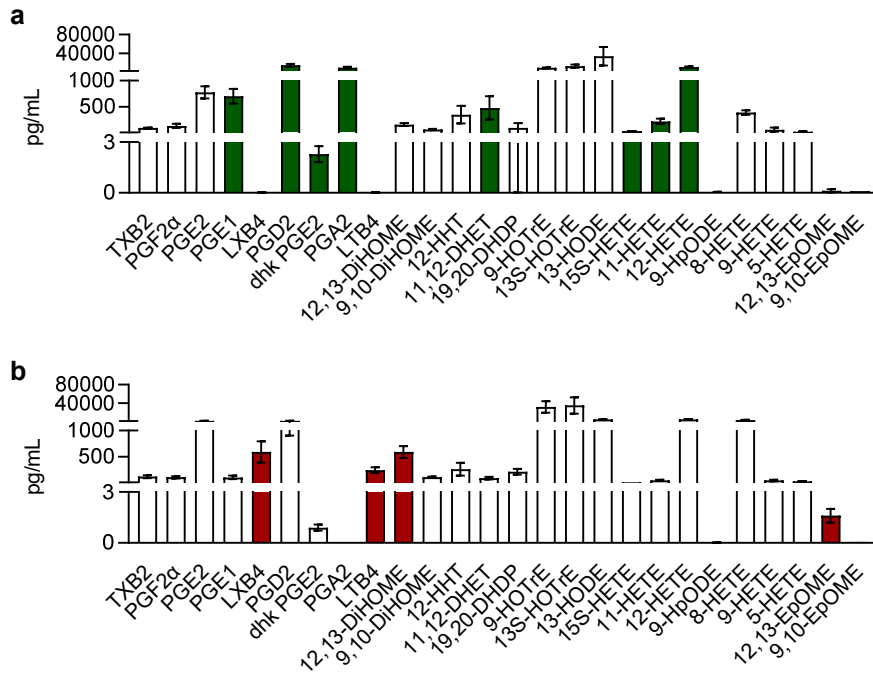 a
80000
40000
1000
500
3
0
pg/mL
TXB2
PGF2α
PGE2
PGE1
LXB4
PGD2
dhk PGE2
PGA2
LTB4
12,13-DiHOME
9,10-DiHOME
12-HHT
11,12-DHET
19,20-DHDP
9-HOTrE
13S-HOTrE
13-HODE
15S-HETE
11-HETE
12-HETE
9-HpODE
8-HETE
9-HETE
5-HETE
12,13-EpOME
9,10-EpOME
b
80000
40000
1000
500
3
0
pg/mL
TXB2
PGF2α
PGE2
PGE1
LXB4
PGD2
dhk PGE2
PGA2
LTB4
12,13-DiHOME
9,10-DiHOME
12-HHT
11,12-DHET
19,20-DHDP
9-HOTrE
13S-HOTrE
13-HODE
15S-HETE
11-HETE
12-HETE
9-HpODE
8-HETE
9-HETE
5-HETE
12,13-EpOME
9,10-EpOME